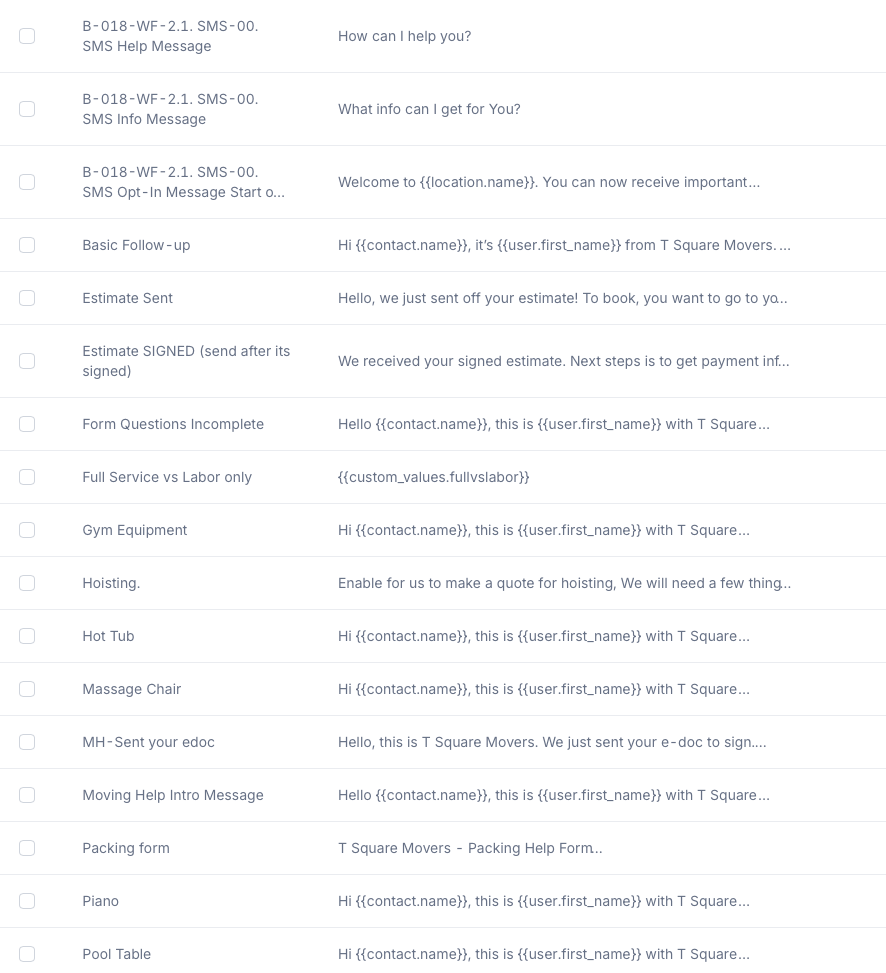 B-018-WF-2.1. SMS-00.
SMS Help Message
How can I help you?
B-018-WF-2.1. SMS-00.
SMS Info Message
What info can I get for You?
B-018-WF-2.1. SMS-00.
SMS Opt-In Message Start o...
Welcome to {{location.name}}. You can now receive important...
Basic Follow-up
Hi {{contact.name}}, it’s {{user.first_name}} from T Square Movers. ...
Estimate Sent
Hello, we just sent off your estimate! To book, you want to go to yo...
Estimate SIGNED (send after its
signed)
We received your signed estimate. Next steps is to get payment inf...
Form Questions Incomplete
Hello {{contact.name}}, this is {{user.first_name}} with T Square...
Full Service vs Labor only
{{custom_values.fullvslabor}}
Gym Equipment
Hi {{contact.name}}, this is {{user.first_name}} with T Square...
Hoisting.
Enable for us to make a quote for hoisting, We will need a few thing...
Hot Tub
Hi {{contact.name}}, this is {{user.first_name}} with T Square...
Massage Chair
Hi {{contact.name}}, this is {{user.first_name}} with T Square...
MH-Sent your edoc
Hello, this is T Square Movers. We just sent your e-doc to sign....
Moving Help Intro Message
Hello {{contact.name}}, this is {{user.first_name}} with T Square...
Packing form
T Square Movers - Packing Help Form...
Piano
Hi {{contact.name}}, this is {{user.first_name}} with T Square...
Pool Table
Hi {{contact.name}}, this is {{user.first_name}} with T Square...